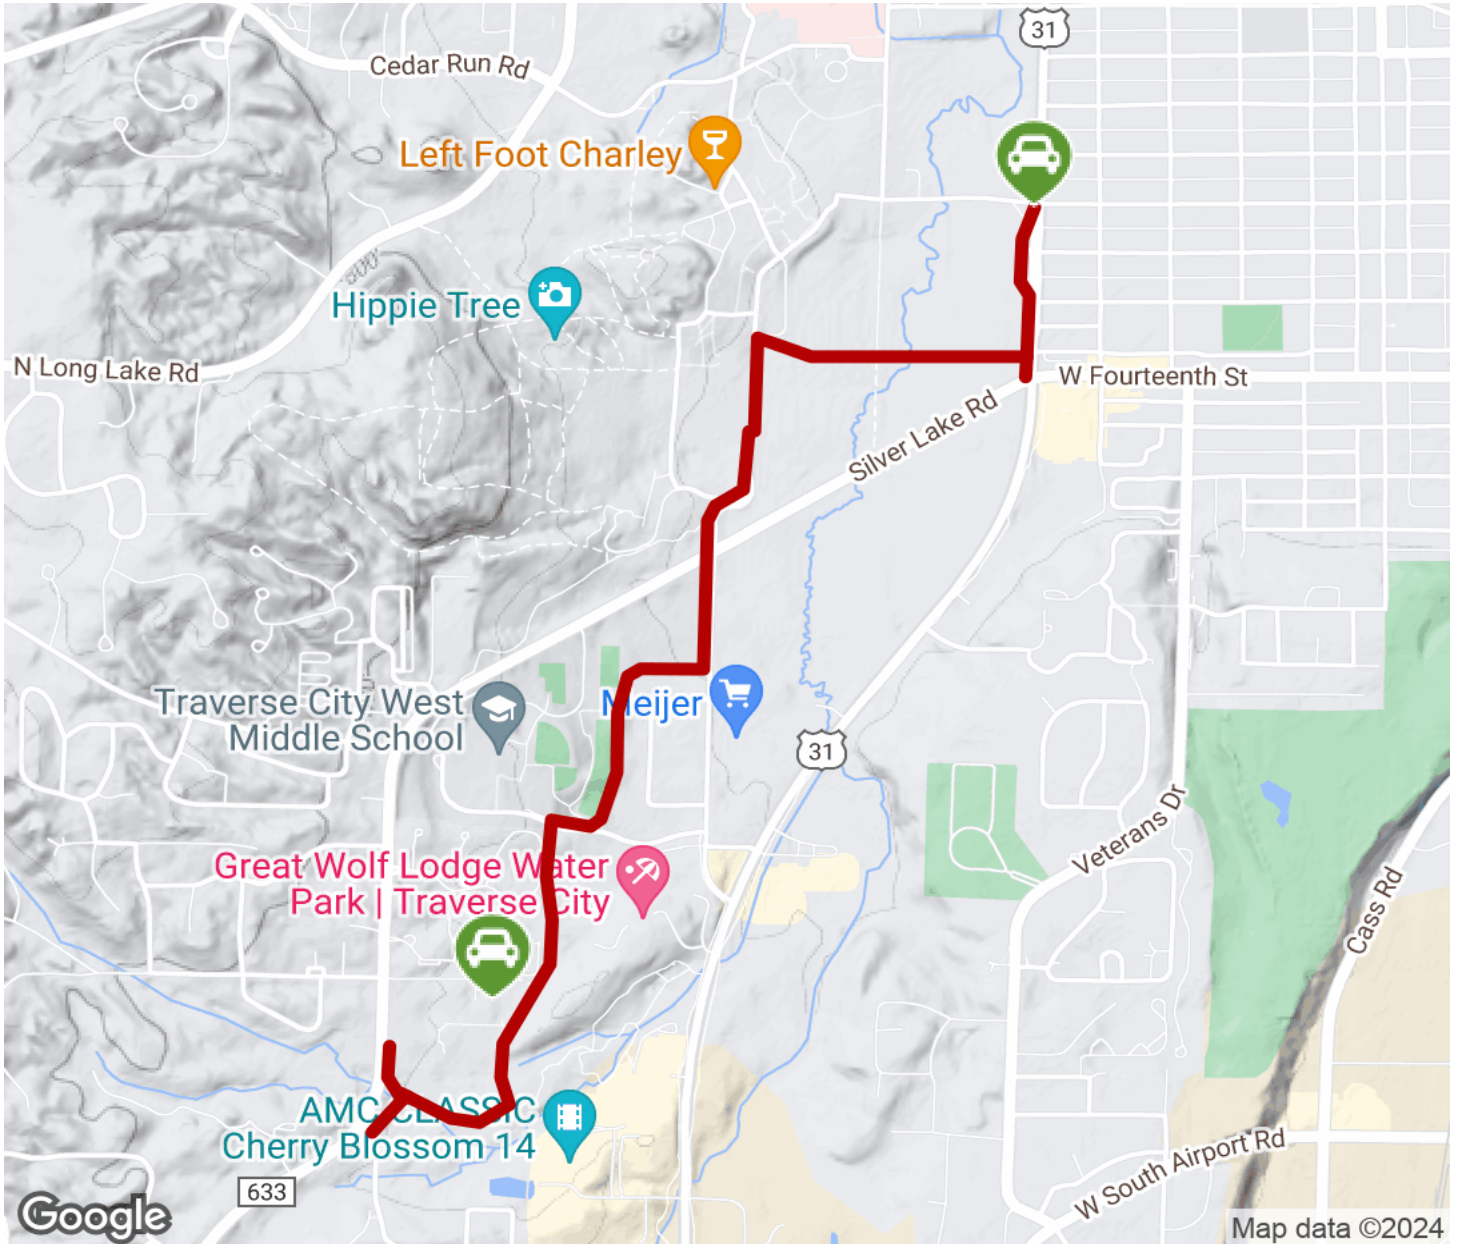 31
Cedar Run Rd
Left Foot Charley
800'
Hippie Tree
N Long Lake Rd
W Fourteenth St
Silver Lake Rd
Traverse City West
Middle School
Meijer
31
Veterans Dr
Great Wolf Lodge Water
Park | Traverse City
Cass Rd
AMC CLASSIC
Cherry Blossom 14
W South Airport Rd
633
Google
Map data ©2024